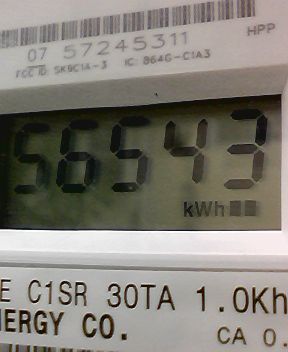 07 57245311
HPP
FCC ID: SK9C1A-3 IC: 864G-C1A3
56543
kWh
E C1SR 30TA 1.0Kh
NERGY CO.
CA 0.